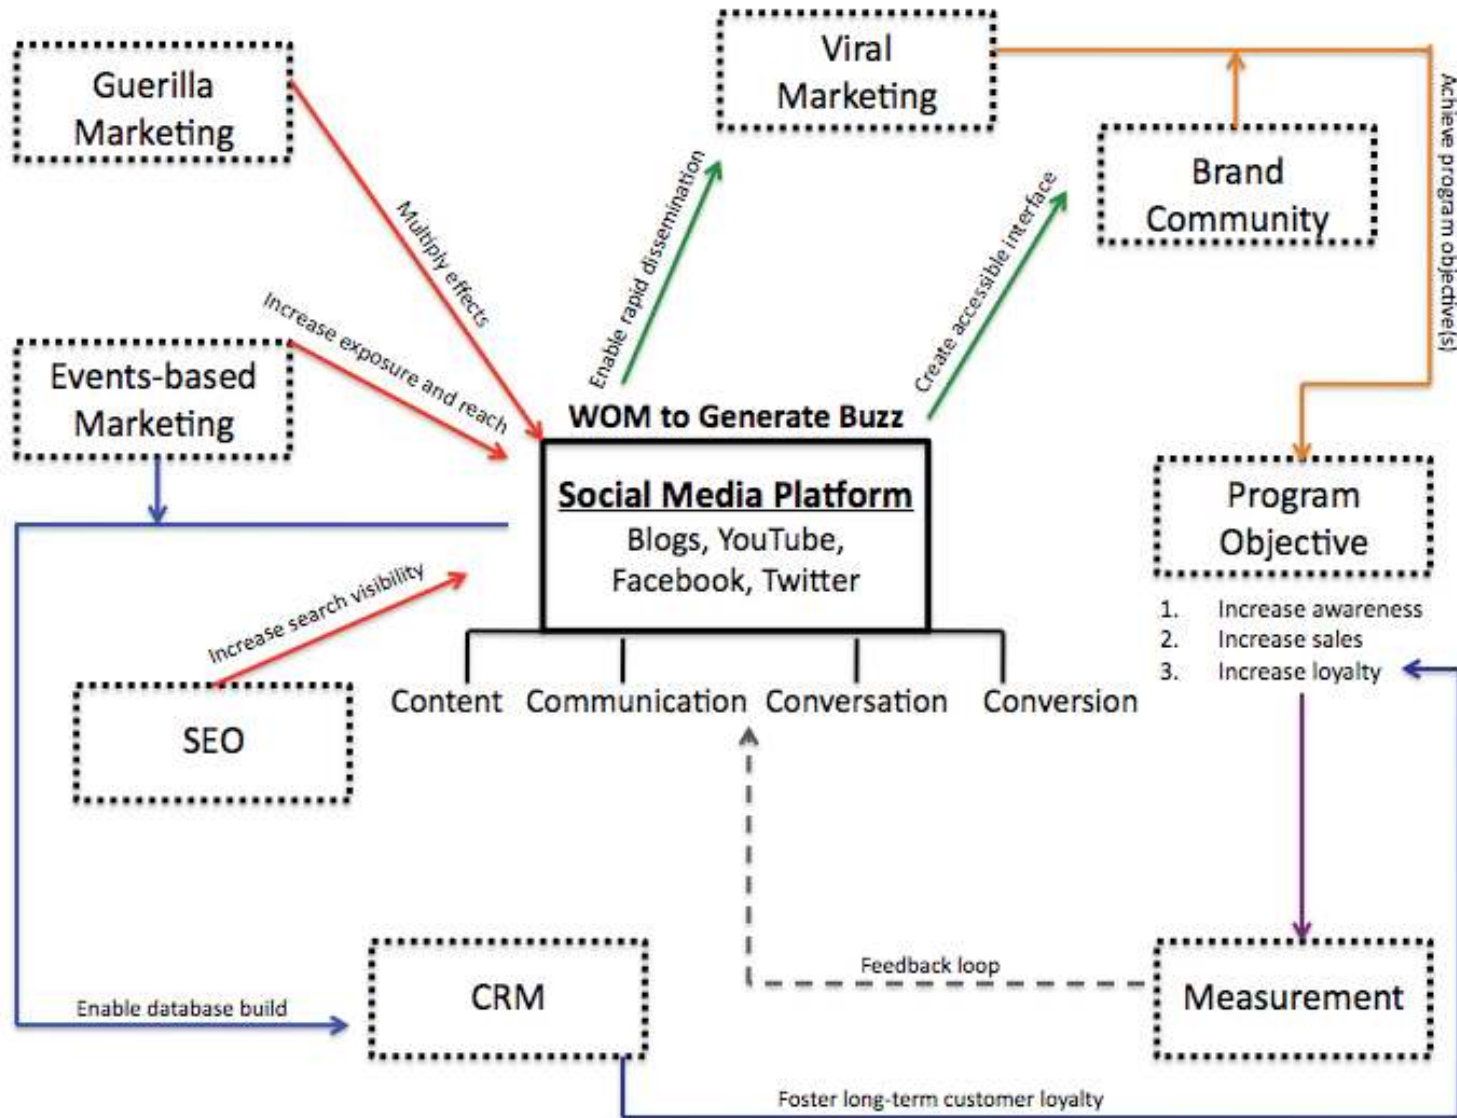 Guerilla
Marketing
Viral
Marketing
Brand
Community
Achieve program objective(s)
Multiply effects
Enable rapid dissemination
Create accessible interface
Increase exposure and reach
Events-based
Marketing
WOM to Generate Buzz
Social Media Platform
Blogs, YouTube,
Facebook, Twitter
Program
Objective
1. Increase awareness
2. Increase sales
3. Increase loyalty
Increase search visibility
SEO
Content
Communication
Conversation
Conversion
Feedback loop
Enable database build
CRM
Measurement
Foster long-term customer loyalty